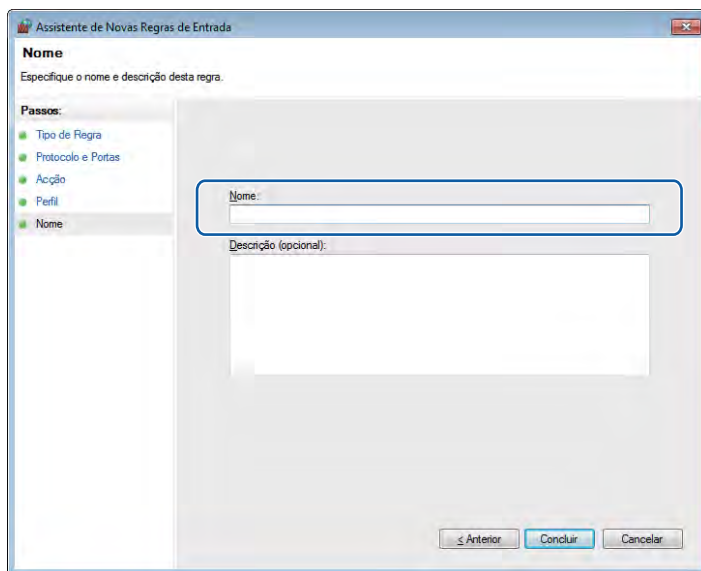 Assistente de Novas Regras de Entrada
Nome
Especifique o nome e descrição desta regra.
Passos:
Tipo de Regra
Protocolo e Portas
Acção
Perfil
Nome
Nome:
Descrição (opcional):
< Anterior
Concluir
Cancelar